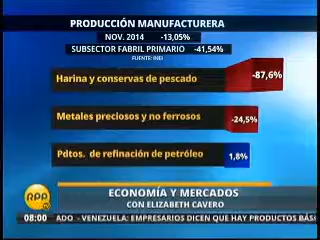 PRODUCCIÓN MANUFACTURERA
NOV. 2014 -13,05%
SUBSECTOR FABRIL PRIMARIO -41,54%
FUENTE: INEI
Harina y conservas de pescado -87,6%
Metales preciosos y no ferrosos -24,5%
Pdtos. de refinación de petróleo 1,8%
ECONOMÍA Y MERCADOS
CON ELIZABETH CAVERO
RPP
tv
08:00 ADO - VENEZUELA: EMPRESARIOS DICEN QUE HAY PRODUCTOS BÁS